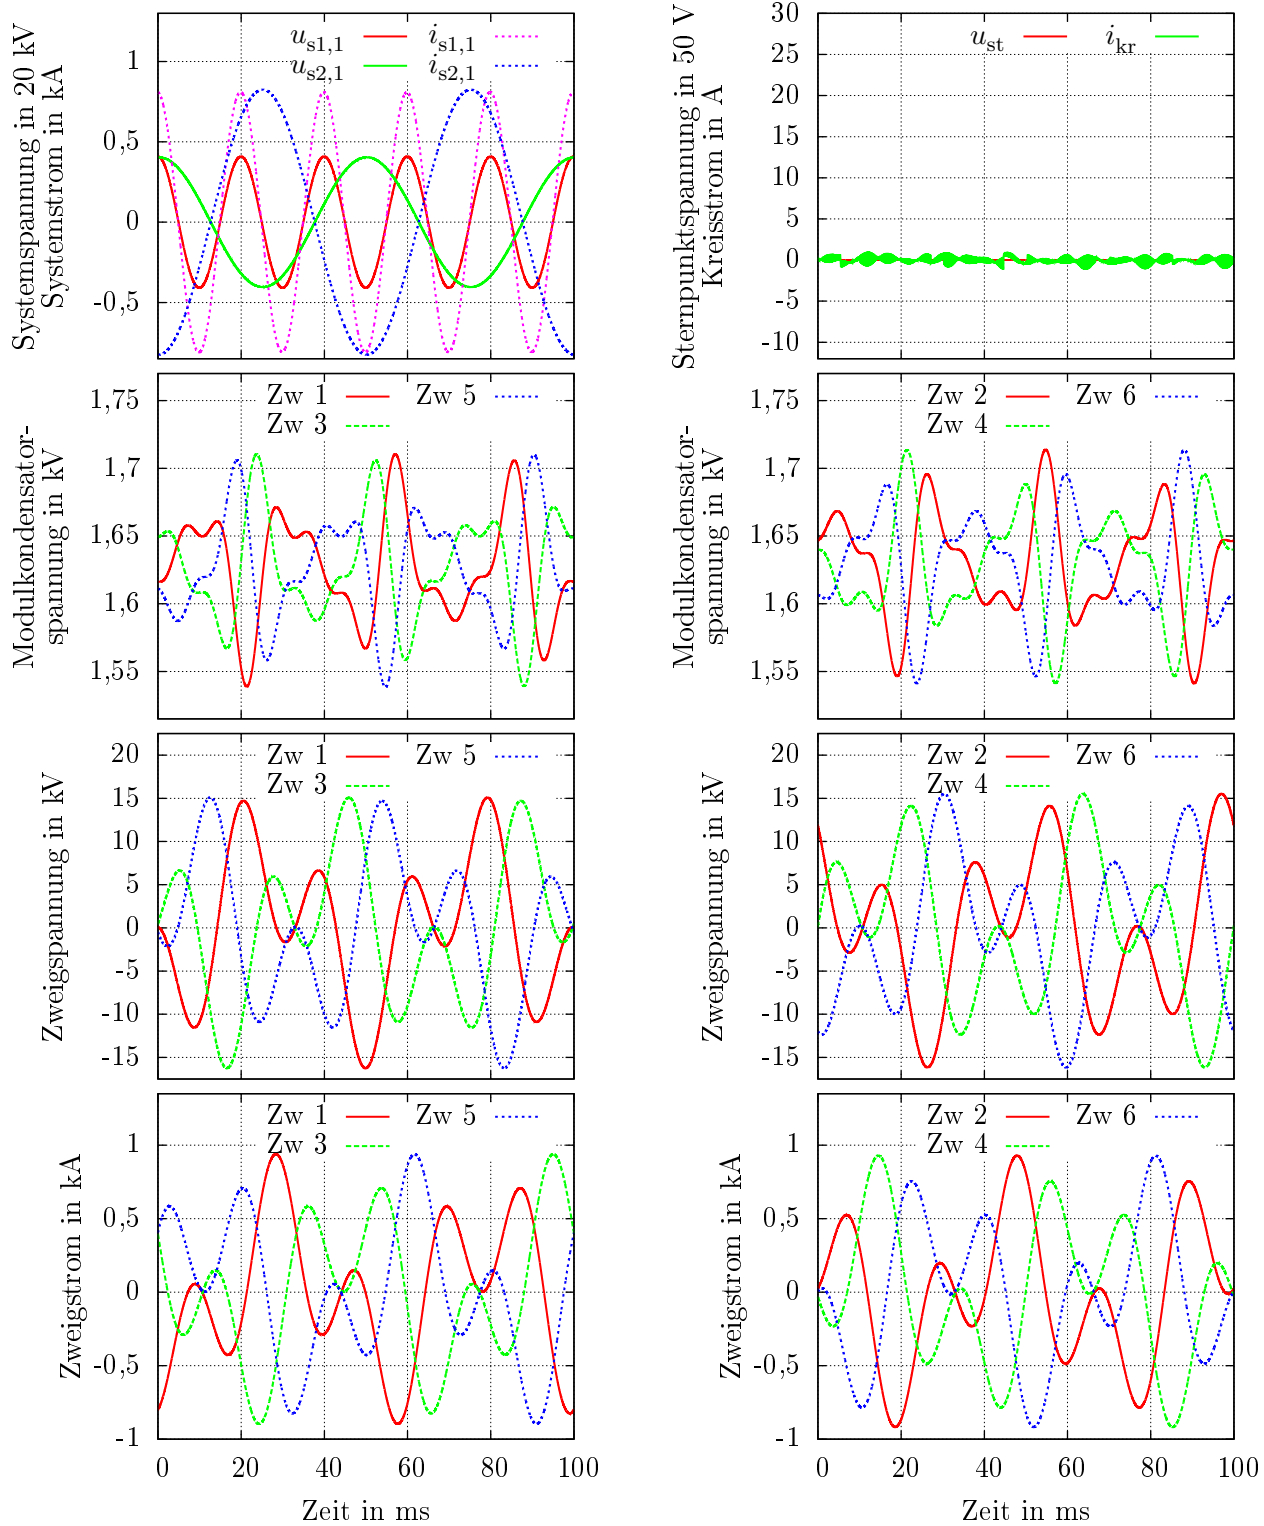 Systemspannung in 20 kV
Systemstrom in kA
1
0,5
0
-0,5
u_s1,1 i_s1,1
u_s2,1 i_s2,1
Sternpunktspannung in 50 V
Kreisstrom in A
30
25
20
15
10
5
0
-5
-10
u_st i_kr
Modulkondensator-
spannung in kV
1,75
1,7
1,65
1,6
1,55
Zw 1 Zw 5
Zw 3
Modulkondensator-
spannung in kV
1,75
1,7
1,65
1,6
1,55
Zw 2 Zw 6
Zw 4
Zweigspannung in kV
20
15
10
5
0
-5
-10
-15
Zw 1 Zw 5
Zw 3
Zweigspannung in kV
20
15
10
5
0
-5
-10
-15
Zw 2 Zw 6
Zw 4
Zweigstrom in kA
1
0,5
0
-0,5
-1
Zw 1 Zw 5
Zw 3
0 20 40 60 80 100
Zeit in ms
Zweigstrom in kA
1
0,5
0
-0,5
-1
Zw 2 Zw 6
Zw 4
0 20 40 60 80 100
Zeit in ms